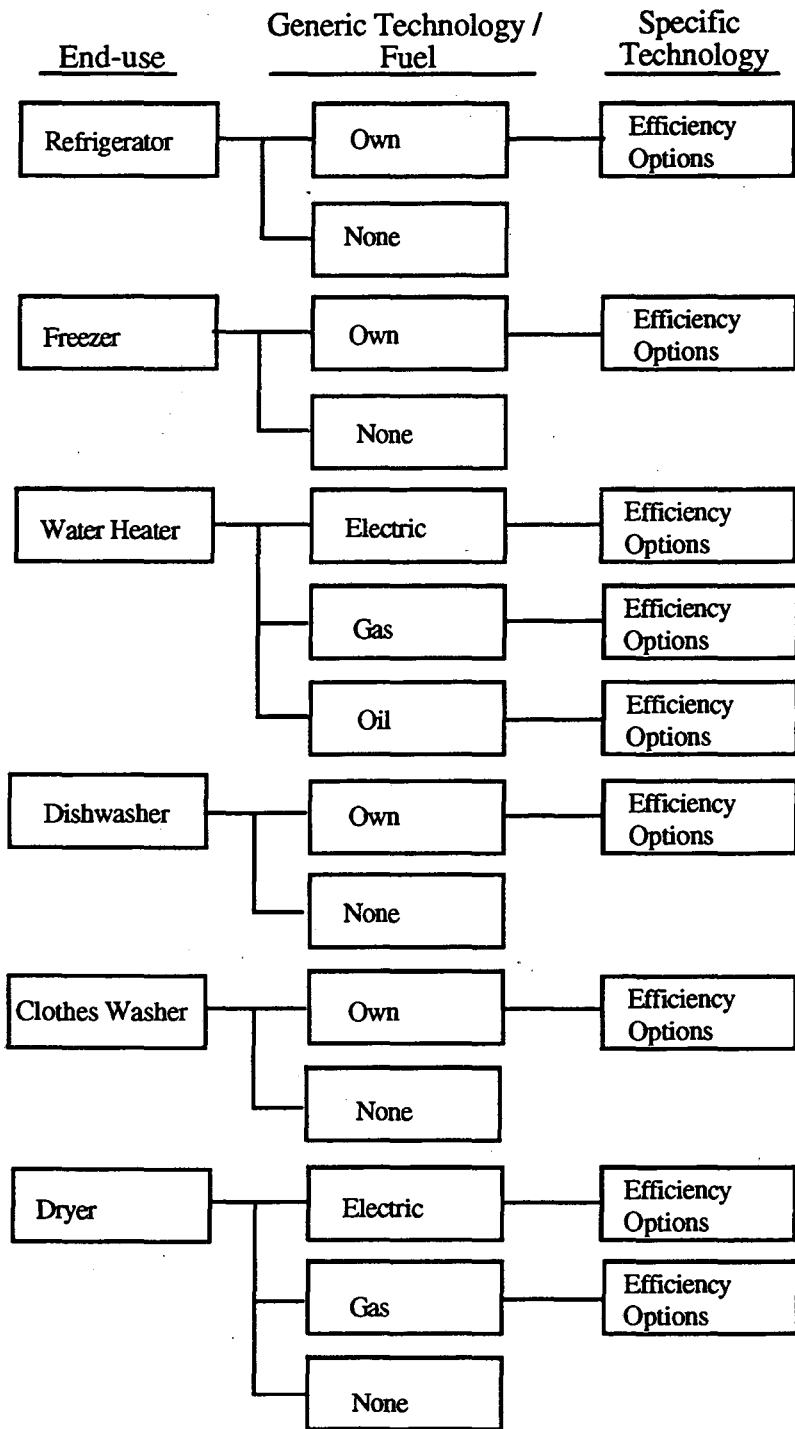 Generic Technology /
Fuel
Specific
Technology
End-use
Refrigerator
Own
Efficiency
Options
None
Freezer
Own
Efficiency
Options
None
Water Heater
Electric
Efficiency
Options
Gas
Efficiency
Options
Oil
Efficiency
Options
Dishwasher
Own
Efficiency
Options
None
Clothes Washer
Own
Efficiency
Options
None
Dryer
Electric
Efficiency
Options
Gas
Efficiency
Options
None